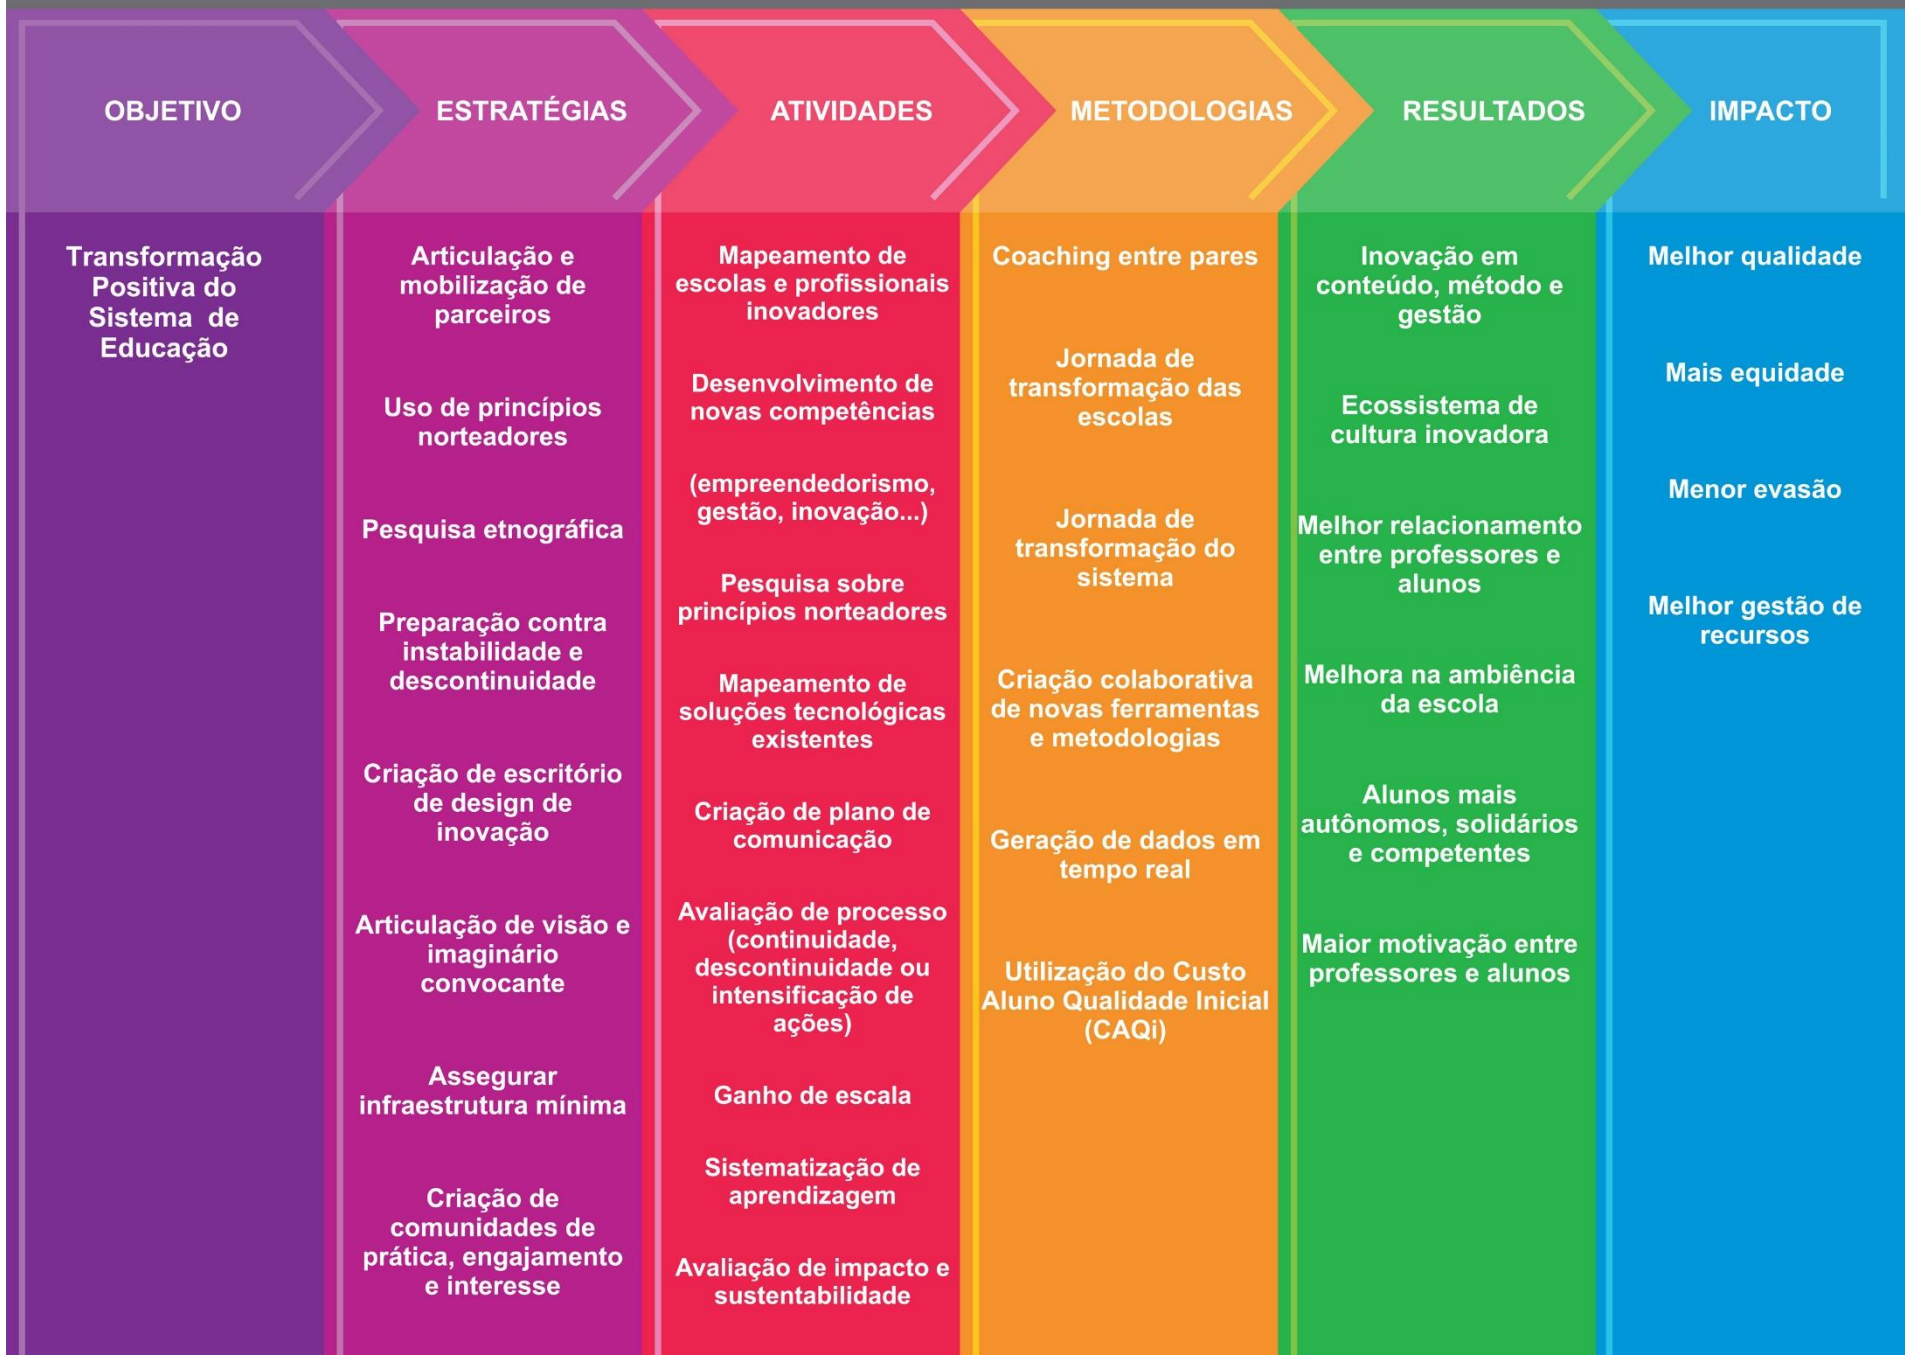 OBJETIVO
Transformação
Positiva do
Sistema de
Educação
ESTRATÉGIAS
Articulação e
mobilização de
parceiros
Uso de princípios
norteadores
Pesquisa etnográfica
Preparação contra
instabilidade e
descontinuidade
Criação de escritório
de design de
inovação
Articulação de visão e
imaginário
convocante
Assegurar
infraestrutura mínima
Criação de
comunidades de
prática, engajamento
e interesse
ATIVIDADES
Mapeamento de
escolas e profissionais
inovadores
Desenvolvimento de
novas competências
(empreendedorismo,
gestão, inovação...)
Pesquisa sobre
princípios norteadores
Mapeamento de
soluções tecnológicas
existentes
Criação de plano de
comunicação
Avaliação de processo
(continuidade,
descontinuidade ou
intensificação de
ações)
Ganho de escala
Sistematização de
aprendizagem
Avaliação de impacto e
sustentabilidade
METODOLOGIAS
Coaching entre pares
Jornada de
transformação das
escolas
Jornada de
transformação do
sistema
Criação colaborativa
de novas ferramentas
e metodologias
Geração de dados em
tempo real
Utilização do Custo
Aluno Qualidade Inicial
(CAQi)
RESULTADOS
Inovação em
conteúdo, método e
gestão
Ecossistema de
cultura inovadora
Melhor relacionamento
entre professores e
alunos
Melhora na ambiência
da escola
Alunos mais
autônomos, solidários
e competentes
Maior motivação entre
professores e alunos
IMPACTO
Melhor qualidade
Mais equidade
Menor evasão
Melhor gestão de
recursos